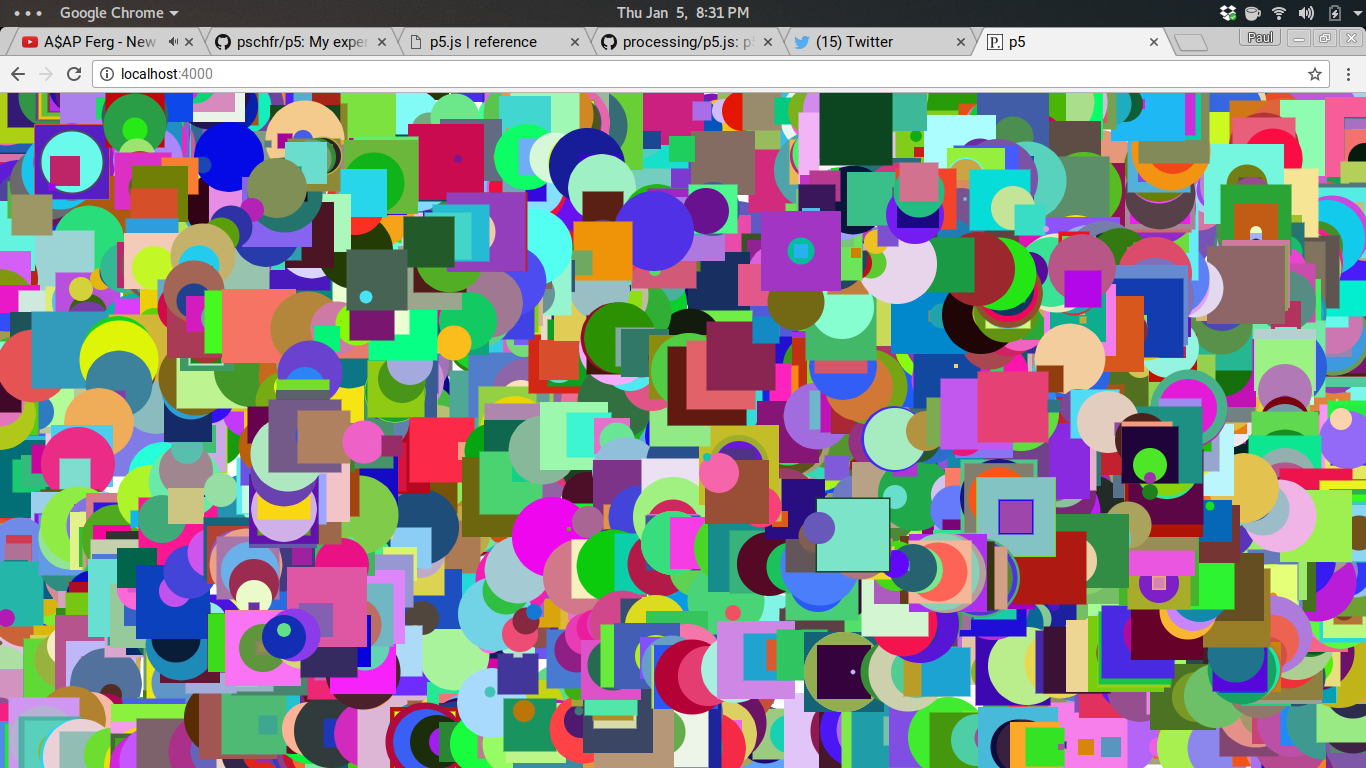 Google Chrome
Thu Jan 5, 8:31 PM
A$AP Ferg - New
pschfr/p5: My exper
p5.js | reference
processing/p5.js: p5
(15) Twitter
P. p5
Paul
localhost:4000